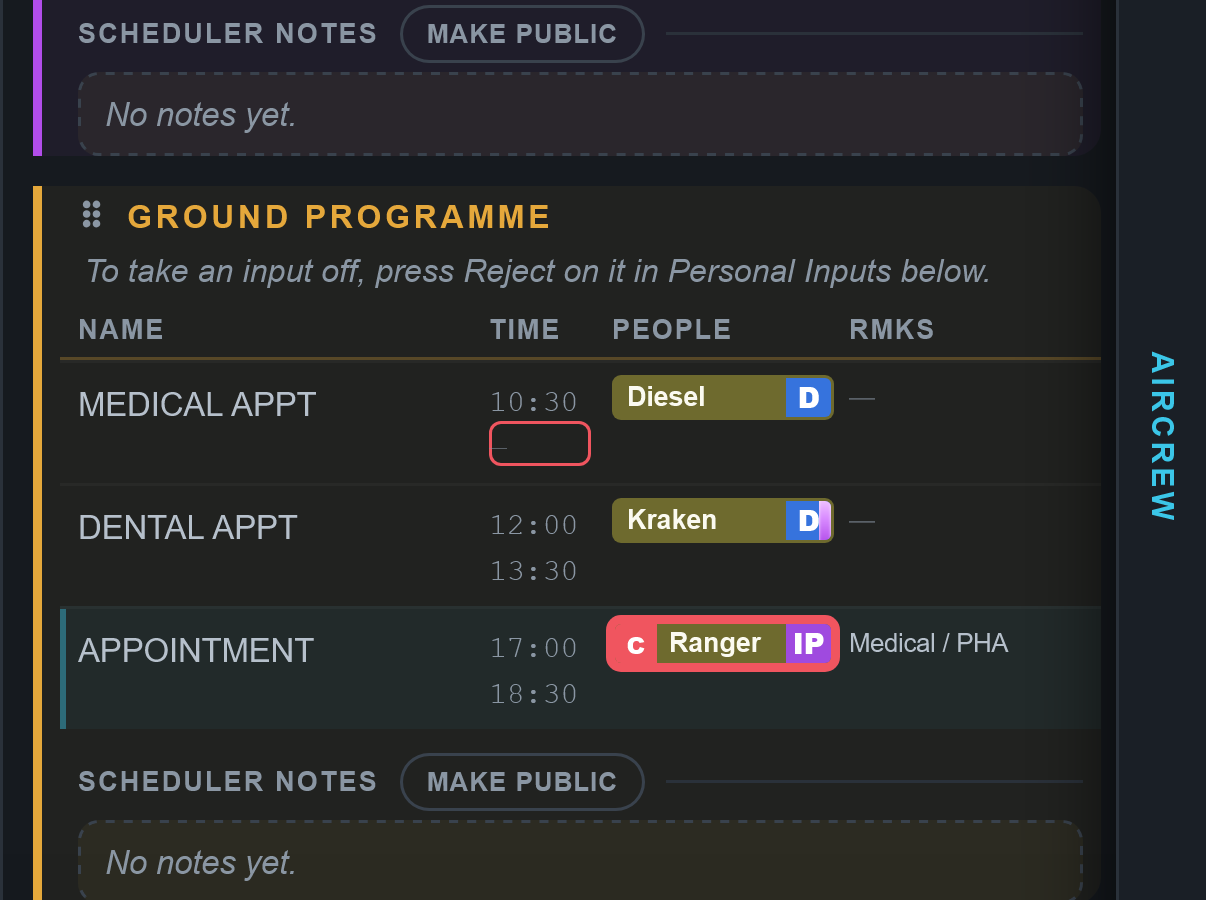 SCHEDULER NOTES MAKE PUBLIC
No notes yet.
GROUND PROGRAMME
To take an input off, press Reject on it in Personal Inputs below.
NAME TIME PEOPLE RMKS
MEDICAL APPT 10:30 Diesel D —
—
DENTAL APPT 12:00 Kraken D —
13:30
APPOINTMENT 17:00 c Ranger IP Medical / PHA
18:30
SCHEDULER NOTES MAKE PUBLIC
No notes yet.
AIRCREW